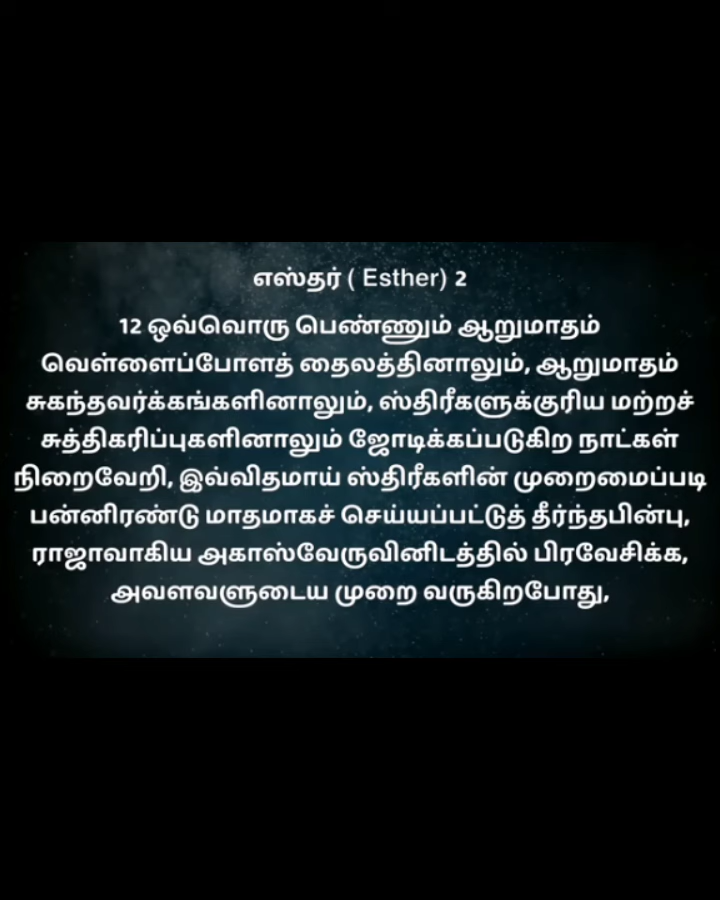 எஸ்தர் ( Esther) 2
12 ஒவ்வொரு பெண்ணும் ஆறுமாதம்
வெள்ளைப்போளத் தைலத்தினாலும், ஆறுமாதம்
சுகந்தவர்க்கங்களினாலும், ஸ்திரீகளுக்குரிய மற்றச்
சுத்திகரிப்புகளினாலும் ஜோடிக்கப்படுகிற நாட்கள்
நிறைவேறி, இவ்விதமாய் ஸ்திரீகளின் முறைமைப்படி
பன்னிரண்டு மாதமாகச் செய்யப்பட்டுத் தீர்ந்தபின்பு,
ராஜாவாகிய அகாஸ்வேருவினிடத்தில் பிரவேசிக்க,
அவளவளுடைய முறை வருகிறபோது,